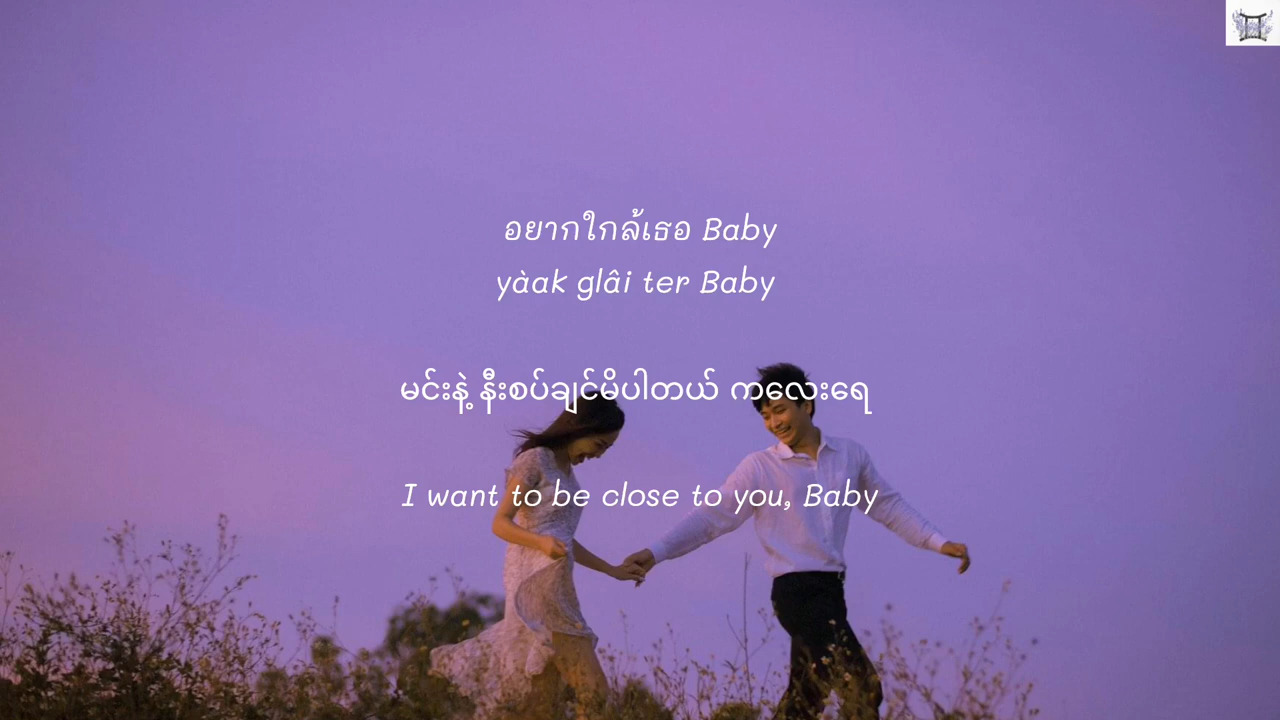 อยากใกล้เธอ Baby
yàak glâi ter Baby
မင်းနဲ့ နီးစပ်ချင်မိပါတယ် ကလေးရေ
I want to be close to you, Baby